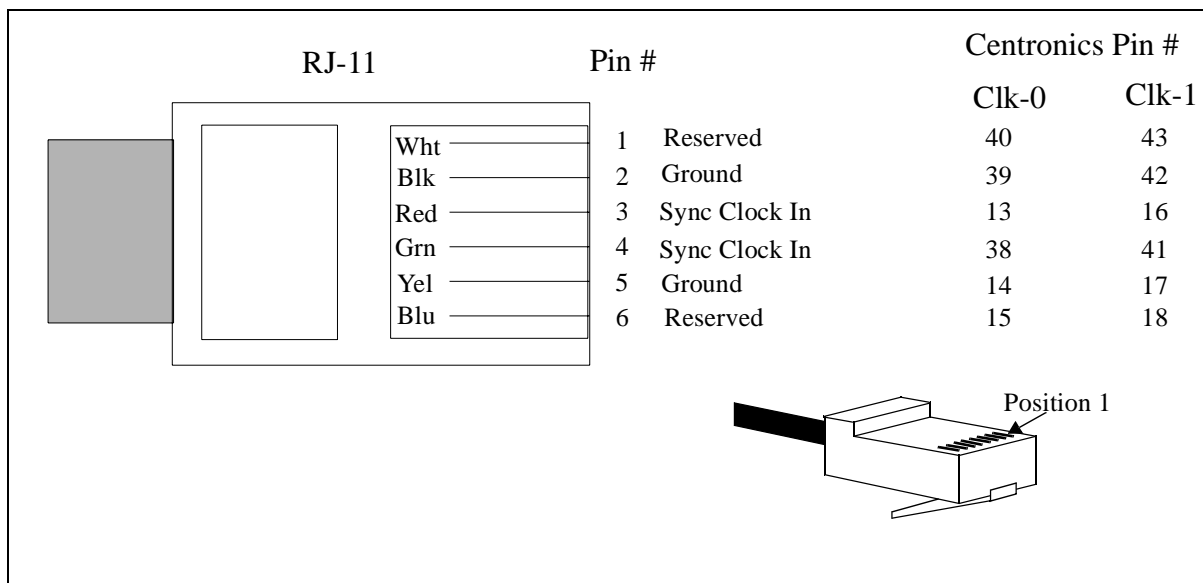 RJ-11 Pin # Centronics Pin #
Clk-0 Clk-1
Wht 1 Reserved 40 43
Blk 2 Ground 39 42
Red 3 Sync Clock In 13 16
Grn 4 Sync Clock In 38 41
Yel 5 Ground 14 17
Blu 6 Reserved 15 18
Position 1